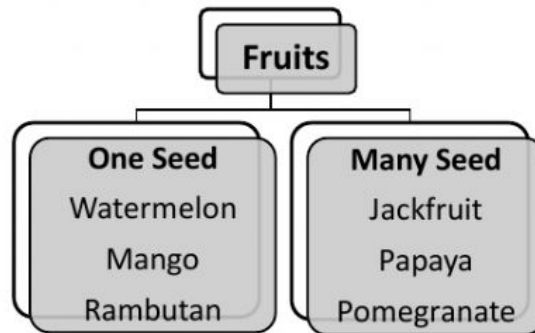 Fruits
One Seed
Watermelon
Mango
Rambutan
Many Seed
Jackfruit
Papaya
Pomegranate